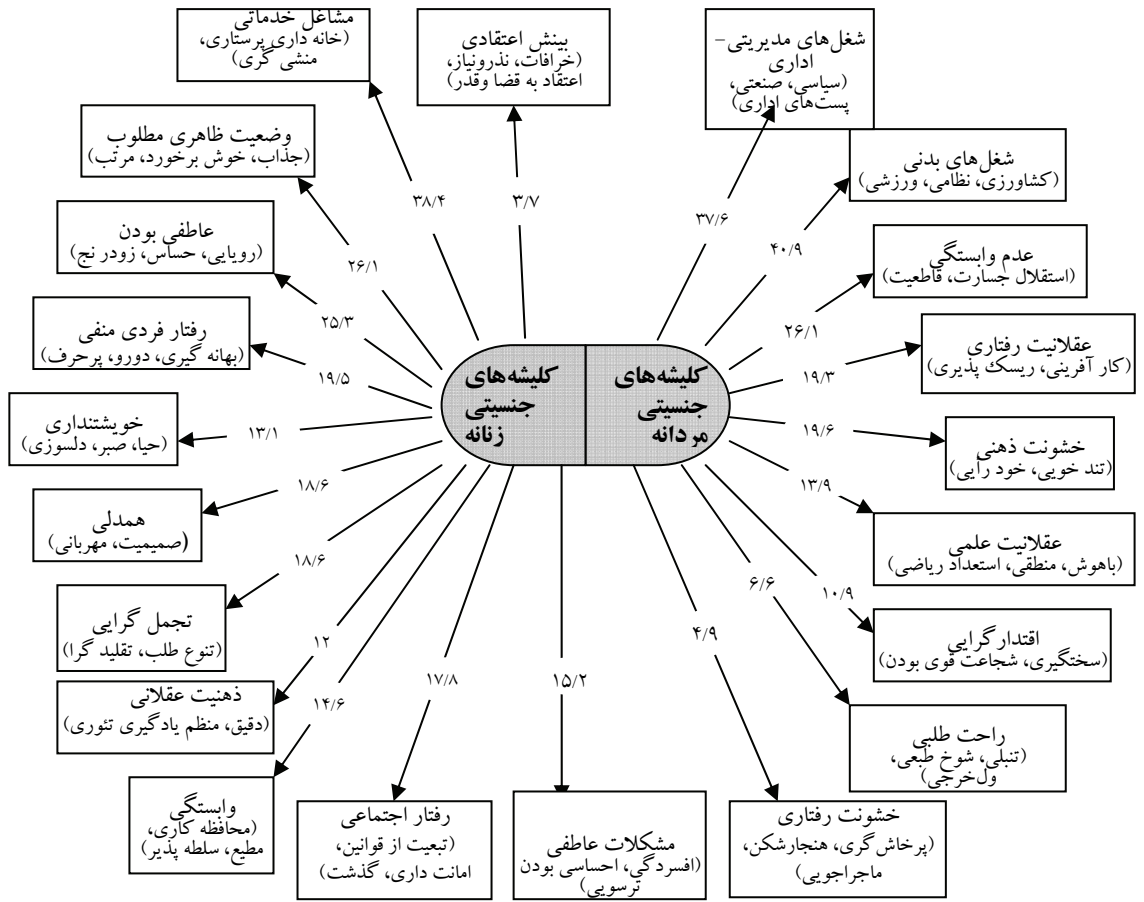 مشاغل خدماتی
(خانه داری پرستاری،
منشی گری)
بینش اعتقادی
(خرافات، نذرونیاز،
اعتقاد به قضا وقدر)
شغل‌های مدیریتی–
اداری
(سیاسی، صنعتی،
پست‌های اداری)
شغل‌های بدنی
(کشاورزی، نظامی، ورزشی)
عدم وابستگی
(استقلال جسارت، قاطعیت)
عقلانیت رفتاری
(کار آفرینی، ریسک پذیری)
خشونت ذهنی
(تند خویی، خود رایی)
عقلانیت علمی
(باهوش، منطقی، استعداد ریاضی)
اقتدارگرایی
(سختگیری، شجاعت قوی بودن)
راحت طلبی
(تنبلی، شوخ طبعی،
ول‌خرجی)
خشونت رفتاری
(پرخاش‌گری، هنجارشکن،
ماجراجویی)
مشکلات عاطفی
(افسردگی، احساسی بودن
ترسویی)
رفتار اجتماعی
(تبعیت از قوانین،
امانت داری، گذشت)
وابستگی
(محافظه کاری،
مطیع، سلطه پذیر)
ذهنیت عقلانی
(دقیق، منظم یادگیری تئوری)
تجمل گرایی
(تنوع طلب، تقلید گرا)
همدلی
(صمیمیت، مهربانی)
خویشتنداری
(حیا، صبر، دلسوزی)
رفتار فردی منفی
(بهانه گیری، دورو، پرحرف)
عاطفی بودن
(رویایی، حساس، زودر نج)
وضعیت ظاهری مطلوب
(جذاب، خوش برخورد، مرتب)
کلیشه‌های
جنسیتی
مردانه
کلیشه‌های
جنسیتی
زنانه
۳۸/۴
۳/۷
۳۷/۶
۴۰/۹
۲۶/۱
۱۹/۳
۱۹/۶
۱۳/۹
۱۰/۹
۶/۶
۴/۹
۱۵/۲
۱۷/۸
۱۴/۶
۱۲
۱۸/۶
۱۸/۶
۱۳/۱
۱۹/۵
۲۵/۳
۲۶/۱